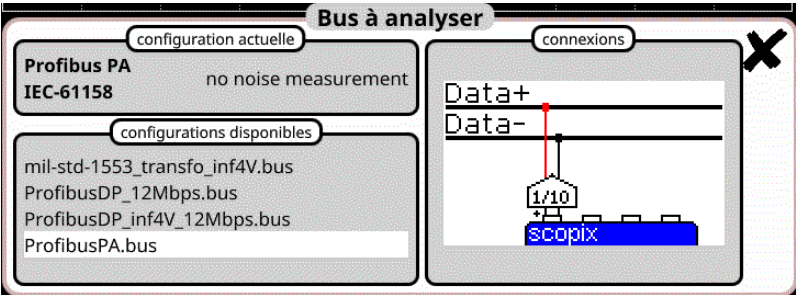 Bus à analyser
configuration actuelle
Profibus PA
IEC-61158
no noise measurement
configurations disponibles
mil-std-1553_transfo_inf4V.bus
ProfibusDP_12Mbps.bus
ProfibusDP_inf4V_12Mbps.bus
ProfibusPA.bus
connexions
Data+
Data-
1/10
+
scopix